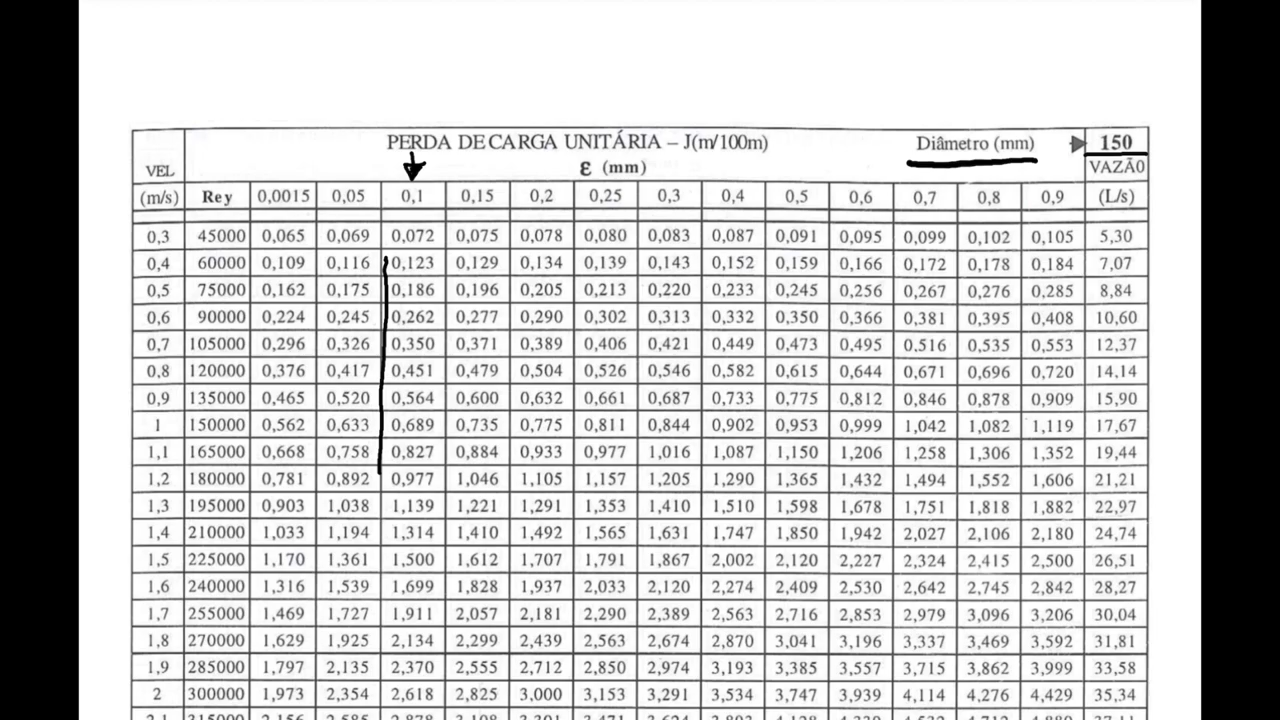 PERDA DE CARGA UNITÁRIA – J(m/100m) Diâmetro (mm) 150
VEL ε (mm) VAZÃ0
(m/s) Rey 0,0015 0,05 0,1 0,15 0,2 0,25 0,3 0,4 0,5 0,6 0,7 0,8 0,9 (L/s)
0,3 45000 0,065 0,069 0,072 0,075 0,078 0,080 0,083 0,087 0,091 0,095 0,099 0,102 0,105 5,30
0,4 60000 0,109 0,116 0,123 0,129 0,134 0,139 0,143 0,152 0,159 0,166 0,172 0,178 0,184 7,07
0,5 75000 0,162 0,175 0,186 0,196 0,205 0,213 0,220 0,233 0,245 0,256 0,267 0,276 0,285 8,84
0,6 90000 0,224 0,245 0,262 0,277 0,290 0,302 0,313 0,332 0,350 0,366 0,381 0,395 0,408 10,60
0,7 105000 0,296 0,326 0,350 0,371 0,389 0,406 0,421 0,449 0,473 0,495 0,516 0,535 0,553 12,37
0,8 120000 0,376 0,417 0,451 0,479 0,504 0,526 0,546 0,582 0,615 0,644 0,671 0,696 0,720 14,14
0,9 135000 0,465 0,520 0,564 0,600 0,632 0,661 0,687 0,733 0,775 0,812 0,846 0,878 0,909 15,90
1 150000 0,562 0,633 0,689 0,735 0,775 0,811 0,844 0,902 0,953 0,999 1,042 1,082 1,119 17,67
1,1 165000 0,668 0,758 0,827 0,884 0,933 0,977 1,016 1,087 1,150 1,206 1,258 1,306 1,352 19,44
1,2 180000 0,781 0,892 0,977 1,046 1,105 1,157 1,205 1,290 1,365 1,432 1,494 1,552 1,606 21,21
1,3 195000 0,903 1,038 1,139 1,221 1,291 1,353 1,410 1,510 1,598 1,678 1,751 1,818 1,882 22,97
1,4 210000 1,033 1,194 1,314 1,410 1,492 1,565 1,631 1,747 1,850 1,942 2,027 2,106 2,180 24,74
1,5 225000 1,170 1,361 1,500 1,612 1,707 1,791 1,867 2,002 2,120 2,227 2,324 2,415 2,500 26,51
1,6 240000 1,316 1,539 1,699 1,828 1,937 2,033 2,120 2,274 2,409 2,530 2,642 2,745 2,842 28,27
1,7 255000 1,469 1,727 1,911 2,057 2,181 2,290 2,389 2,563 2,716 2,853 2,979 3,096 3,206 30,04
1,8 270000 1,629 1,925 2,134 2,299 2,439 2,563 2,674 2,870 3,041 3,196 3,337 3,469 3,592 31,81
1,9 285000 1,797 2,135 2,370 2,555 2,712 2,850 2,974 3,193 3,385 3,557 3,715 3,862 3,999 33,58
2 300000 1,973 2,354 2,618 2,825 3,000 3,153 3,291 3,534 3,747 3,939 4,114 4,276 4,429 35,34